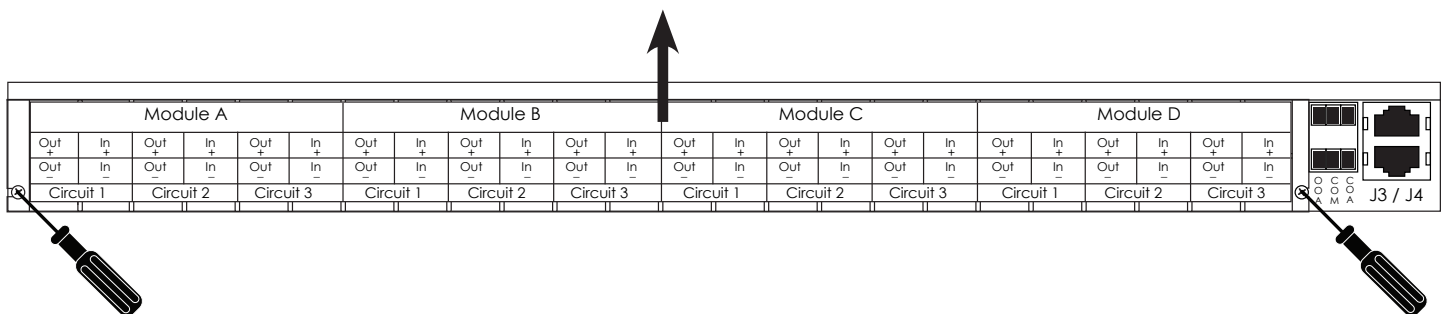 Module A Module B Module C Module D
Out + In + Out + In + Out + In + Out + In + Out + In + Out + In + Out + In + Out + In + Out + In + Out + In + Out + In + Out + In +
Out – In – Out – In – Out – In – Out – In – Out – In – Out – In – Out – In – Out – In – Out – In – Out – In – Out – In – Out – In –
Circuit 1 Circuit 2 Circuit 3 Circuit 1 Circuit 2 Circuit 3 Circuit 1 Circuit 2 Circuit 3 Circuit 1 Circuit 2 Circuit 3
OOA COM COA
J3 / J4